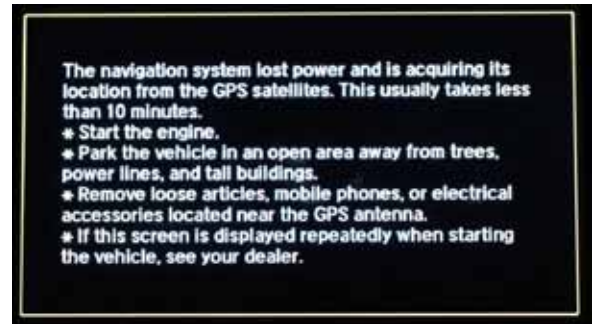 The navigation system lost power and is acquiring its
location from the GPS satellites. This usually takes less
than 10 minutes.
* Start the engine.
* Park the vehicle in an open area away from trees,
power lines, and tall buildings.
* Remove loose articles, mobile phones, or electrical
accessories located near the GPS antenna.
* If this screen is displayed repeatedly when starting
the vehicle, see your dealer.